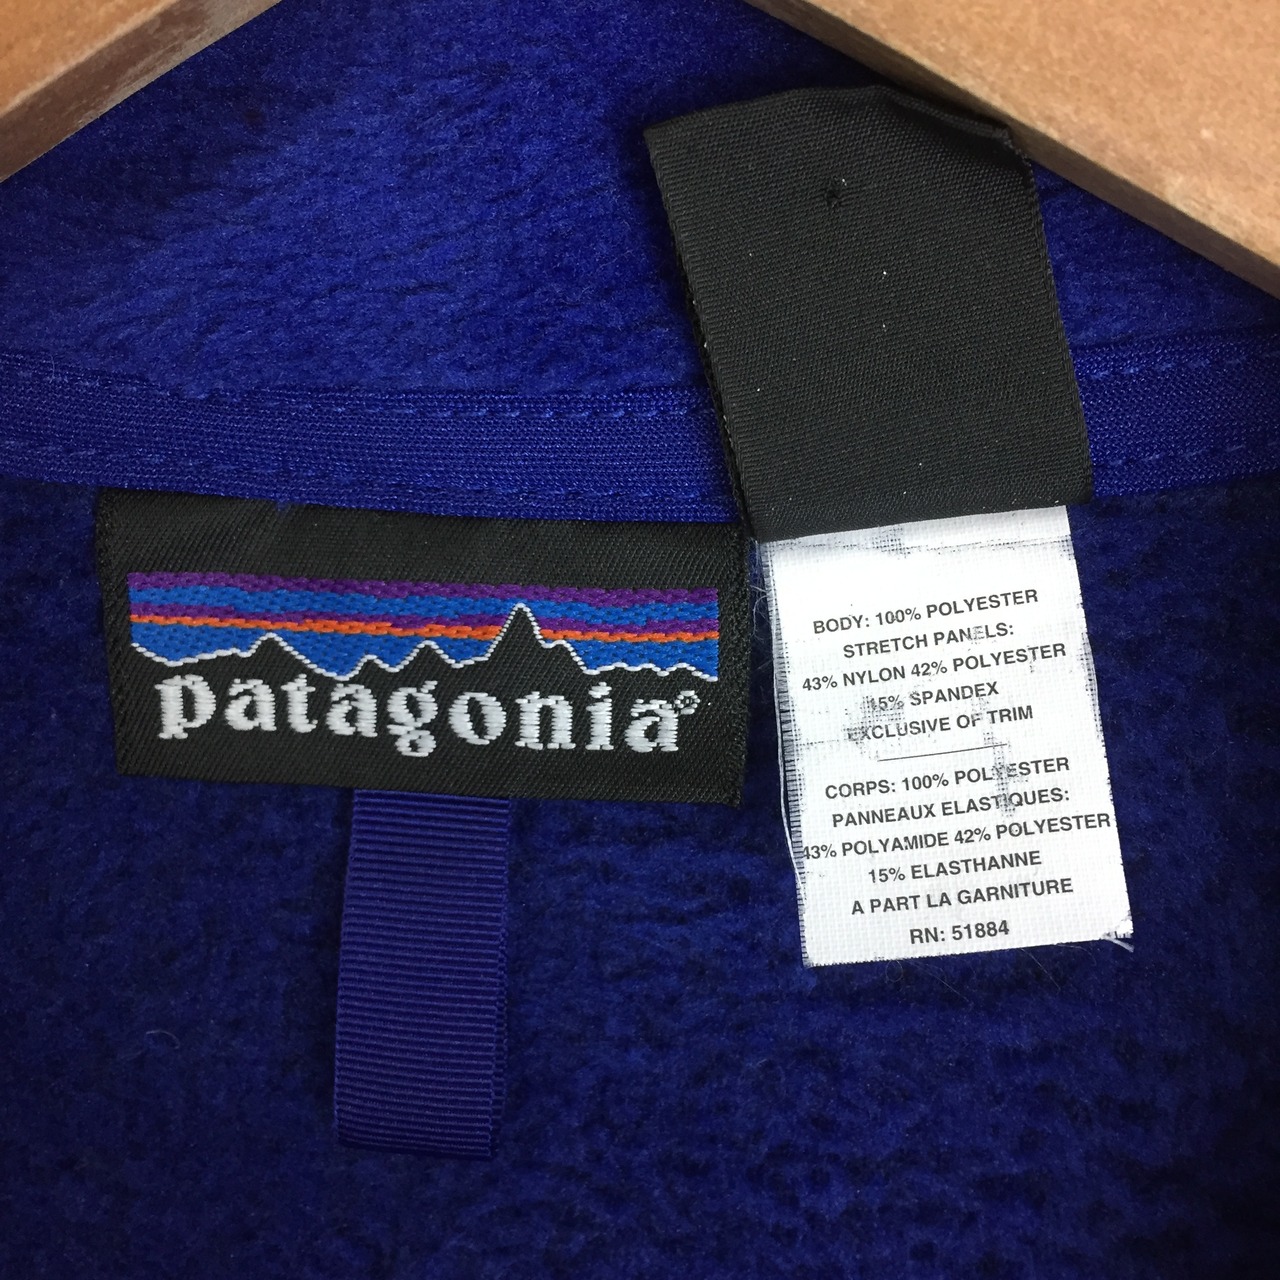 patagonia®
BODY: 100% POLYESTER
STRETCH PANELS:
43% NYLON 42% POLYESTER
15% SPANDEX
EXCLUSIVE OF TRIM
CORPS: 100% POLYESTER
PANNEAUX ELASTIQUES:
43% POLYAMIDE 42% POLYESTER
15% ELASTHANNE
A PART LA GARNITURE
RN: 51884